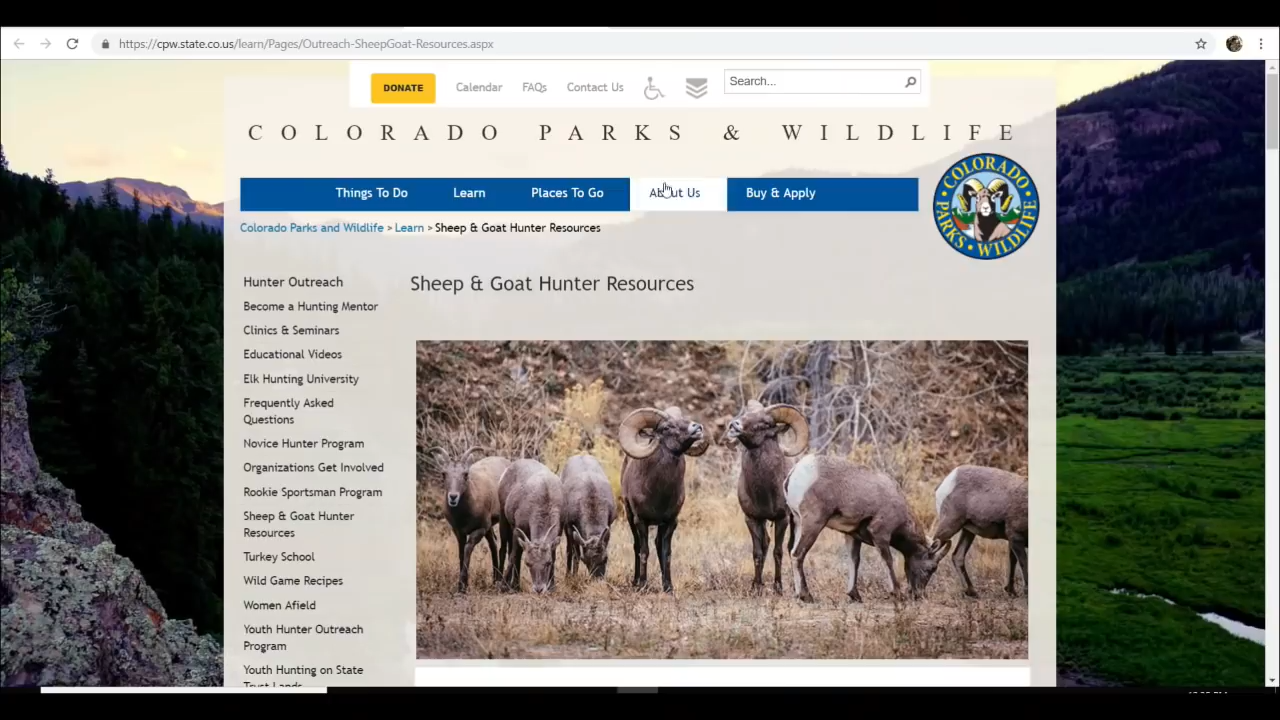 https://cpw.state.co.us/learn/Pages/Outreach-SheepGoat-Resources.aspx
DONATE
Calendar
FAQs
Contact Us
Search...
COLORADO PARKS & WILDLIFE
Things To Do
Learn
Places To Go
About Us
Buy & Apply
COLORADO
PARKS • WILDLIFE
Colorado Parks and Wildlife > Learn > Sheep & Goat Hunter Resources
Hunter Outreach
Become a Hunting Mentor
Clinics & Seminars
Educational Videos
Elk Hunting University
Frequently Asked
Questions
Novice Hunter Program
Organizations Get Involved
Rookie Sportsman Program
Sheep & Goat Hunter
Resources
Turkey School
Wild Game Recipes
Women Afield
Youth Hunter Outreach
Program
Youth Hunting on State
Trust Lands
Sheep & Goat Hunter Resources